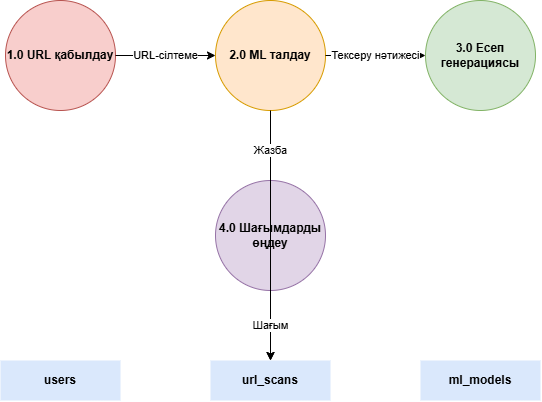 1.0 URL қабылдау
URL-сілтеме
2.0 ML талдау
Тексеру нәтижесі
3.0 Есеп
генерациясы
Жазба
4.0 Шағымдарды
өңдеу
Шағым
users
url_scans
ml_models